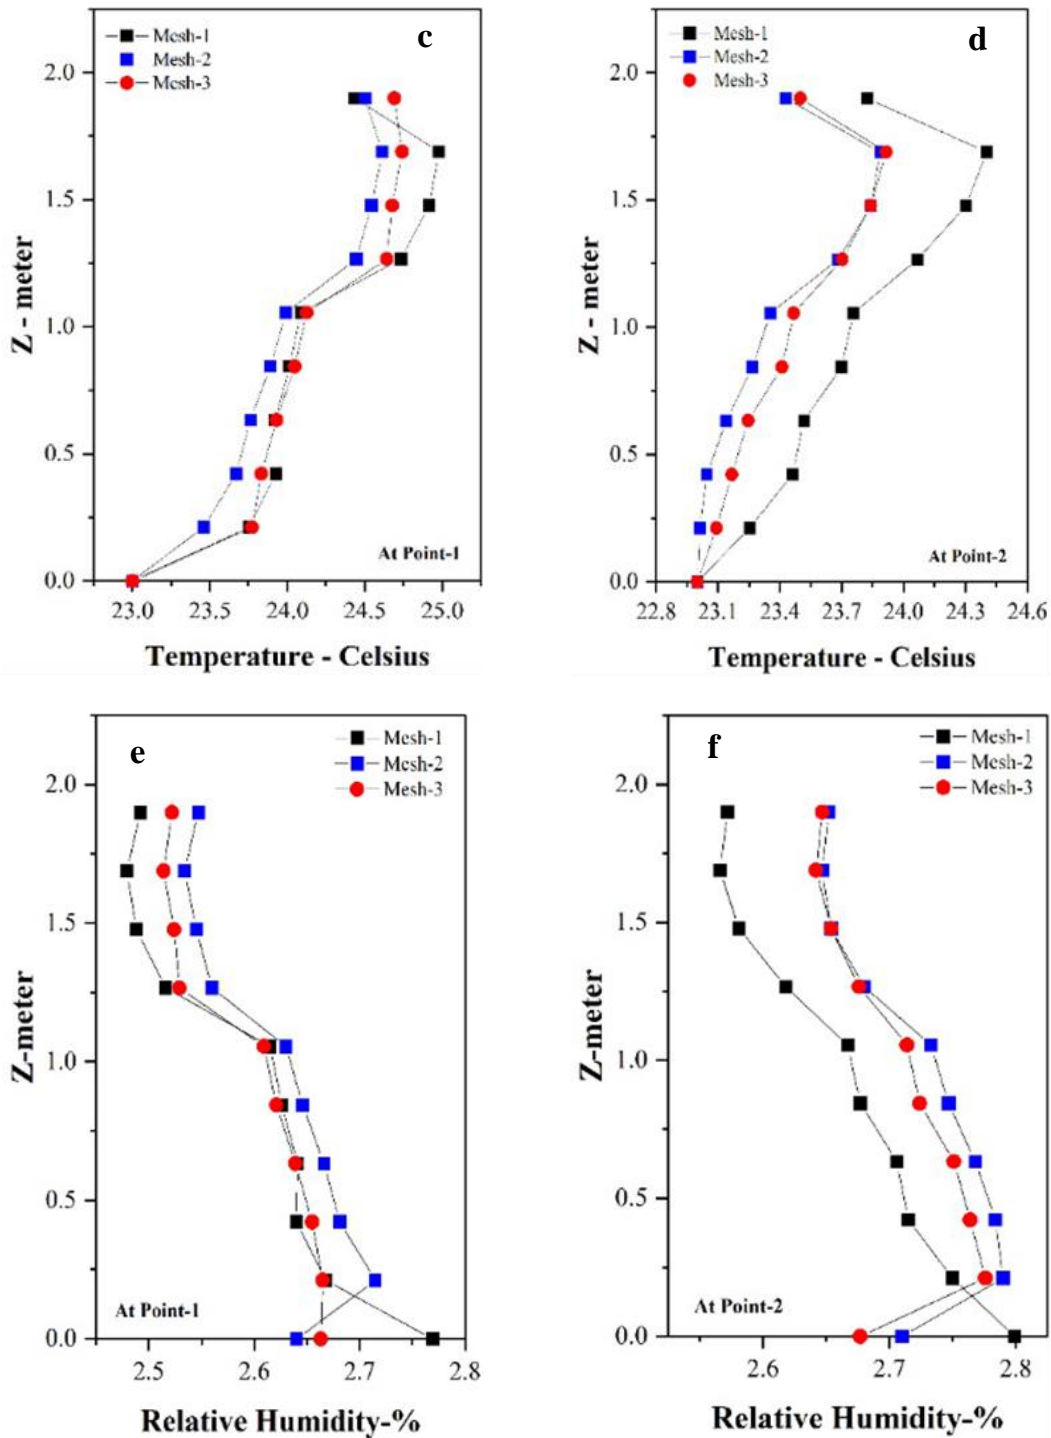 c
Mesh-1
Mesh-2
Mesh-3
2.0
1.5
1.0
0.5
0.0
Z - meter
At Point-1
23.0 23.5 24.0 24.5 25.0
Temperature - Celsius
d
Mesh-1
Mesh-2
Mesh-3
2.0
1.5
1.0
0.5
0.0
Z - meter
At Point-2
22.8 23.1 23.4 23.7 24.0 24.3 24.6
Temperature - Celsius
e
Mesh-1
Mesh-2
Mesh-3
2.0
1.5
1.0
0.5
0.0
Z-meter
At Point-1
2.5 2.6 2.7 2.8
Relative Humidity-%
f
Mesh-1
Mesh-2
Mesh-3
2.0
1.5
1.0
0.5
0.0
Z-meter
At Point-2
2.6 2.7 2.8
Relative Humidity-%